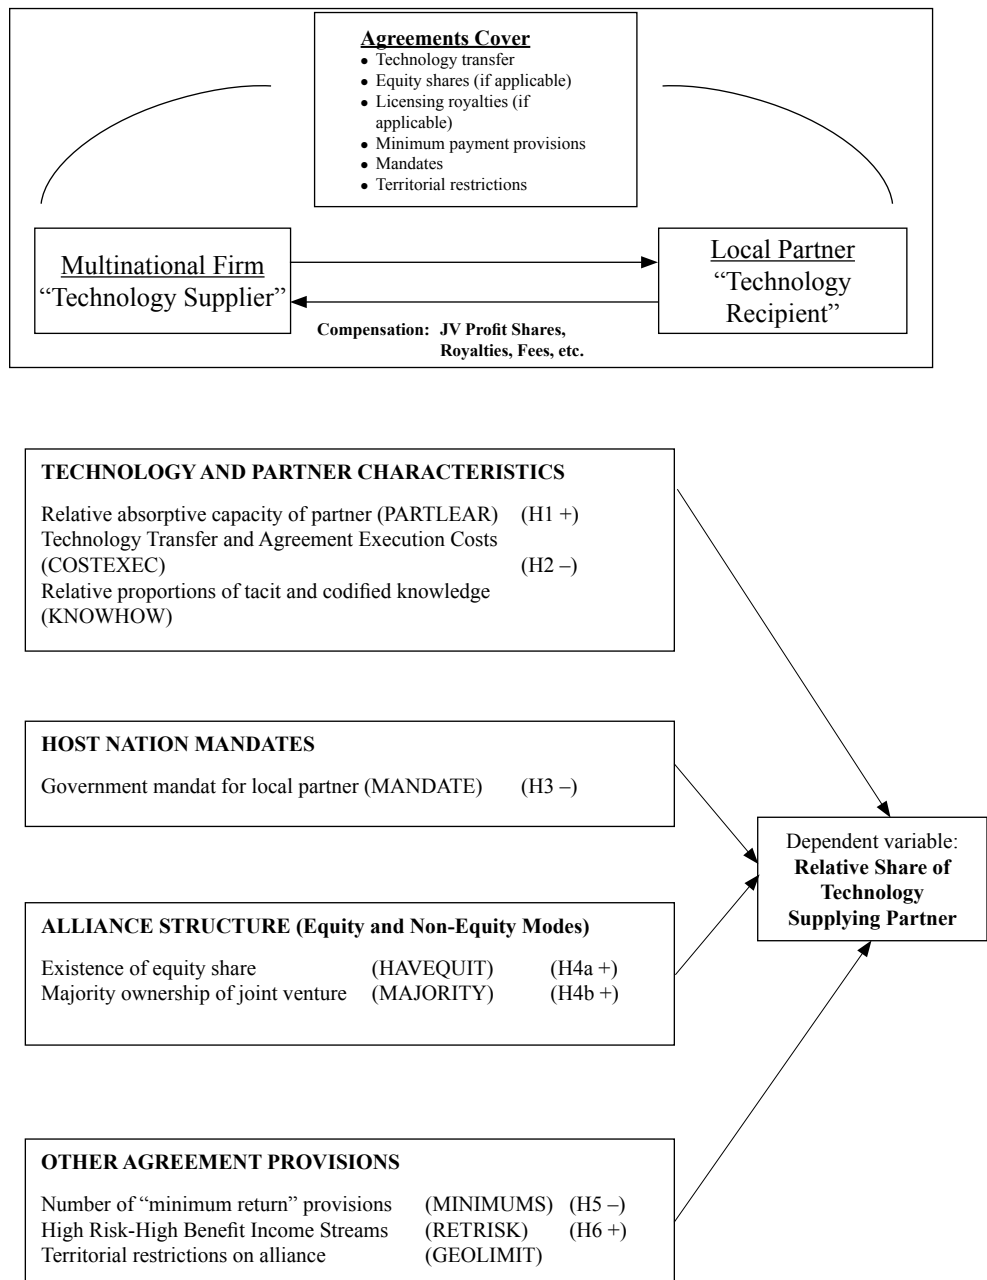 Agreements Cover
• Technology transfer
• Equity shares (if applicable)
• Licensing royalties (if
applicable)
• Minimum payment provisions
• Mandates
• Territorial restrictions
Multinational Firm
“Technology Supplier”
Local Partner
“Technology
Recipient”
Compensation: JV Profit Shares,
Royalties, Fees, etc.
TECHNOLOGY AND PARTNER CHARACTERISTICS
Relative absorptive capacity of partner (PARTLEAR) (H1 +)
Technology Transfer and Agreement Execution Costs
(COSTEXEC) (H2 –)
Relative proportions of tacit and codified knowledge
(KNOWHOW)
HOST NATION MANDATES
Government mandat for local partner (MANDATE) (H3 –)
Dependent variable:
Relative Share of
Technology
Supplying Partner
ALLIANCE STRUCTURE (Equity and Non-Equity Modes)
Existence of equity share (HAVEQUIT) (H4a +)
Majority ownership of joint venture (MAJORITY) (H4b +)
OTHER AGREEMENT PROVISIONS
Number of “minimum return” provisions (MINIMUMS) (H5 –)
High Risk-High Benefit Income Streams (RETRISK) (H6 +)
Territorial restrictions on alliance (GEOLIMIT)